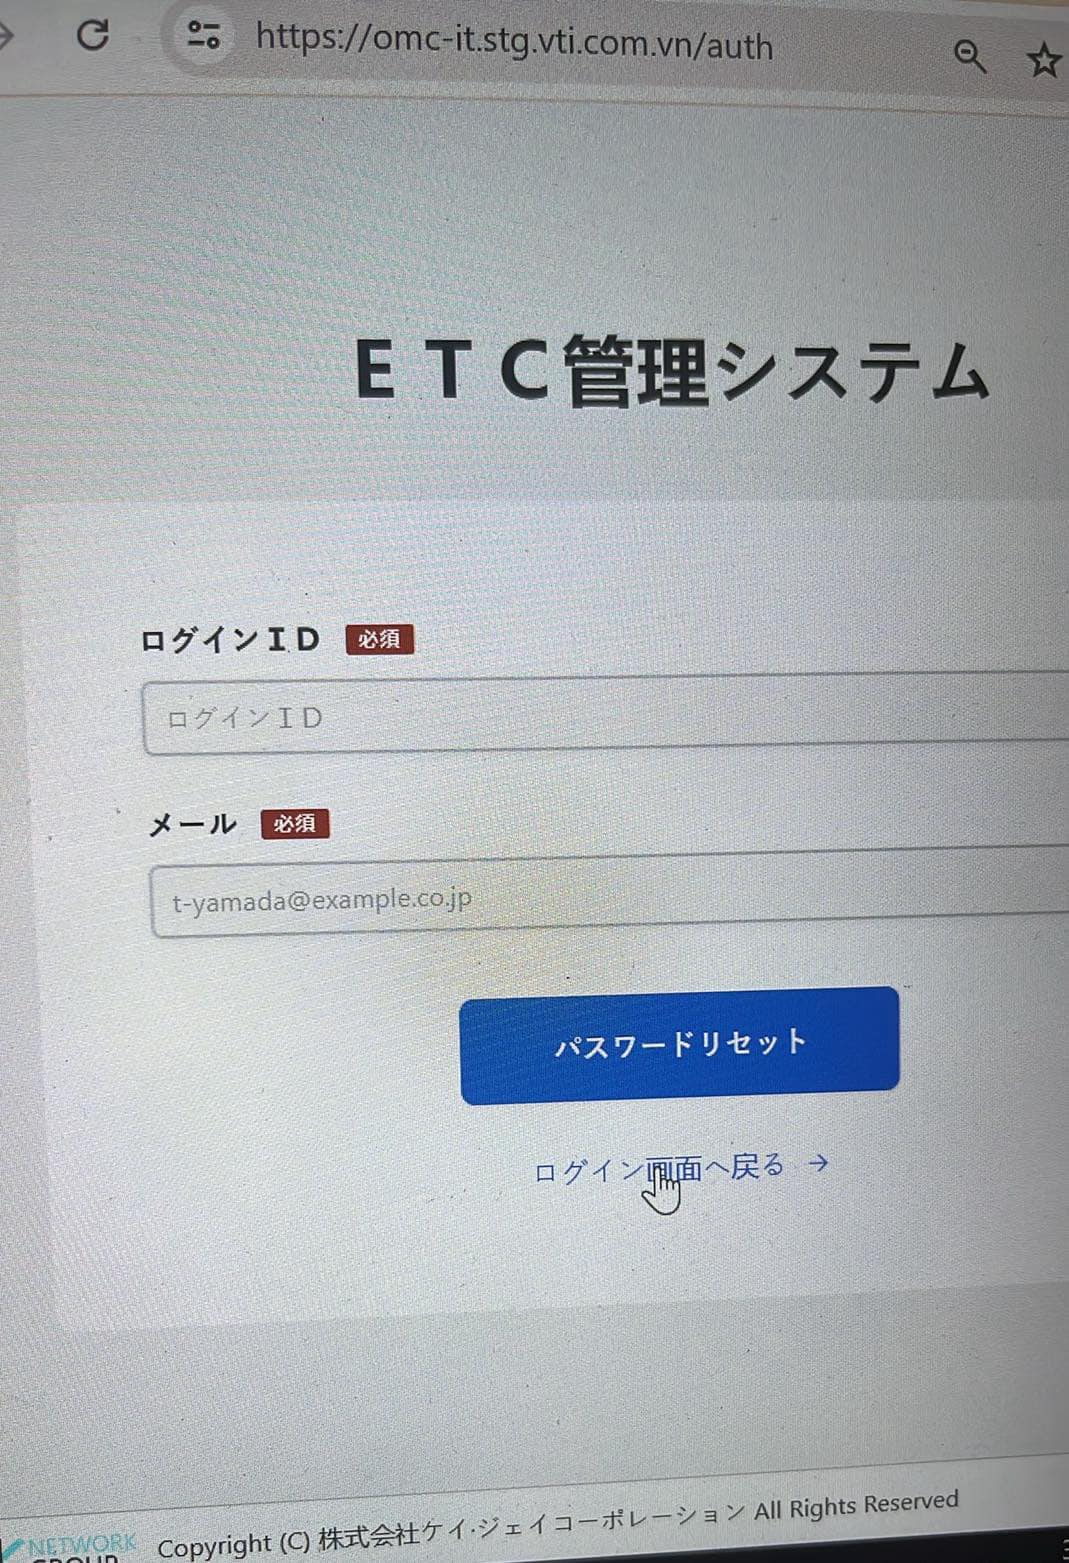 https://omc-it.stg.vti.com.vn/auth
ＥＴＣ管理システム
ログインＩＤ 必須
ログインＩＤ
メール 必須
t-yamada@example.co.jp
パスワードリセット
ログイン画面へ戻る →
NETWORK
GROUP
Copyright (C) 株式会社ケイ・ジェイコーポレーション All Rights Reserved